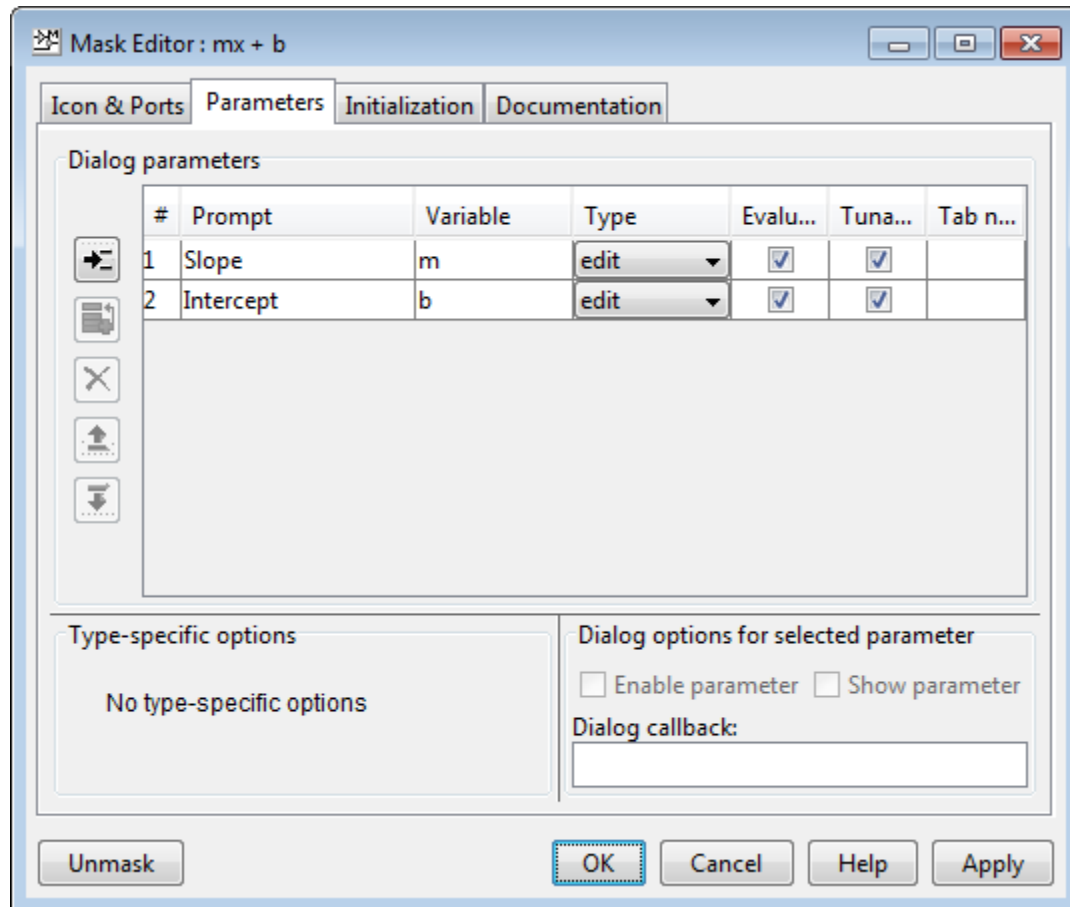 Mask Editor : mx + b
Icon & Ports Parameters Initialization Documentation
Dialog parameters
# Prompt Variable Type Evalu... Tuna... Tab n...
1 Slope m edit
2 Intercept b edit
Type-specific options
No type-specific options
Dialog options for selected parameter
Enable parameter Show parameter
Dialog callback:
Unmask OK Cancel Help Apply